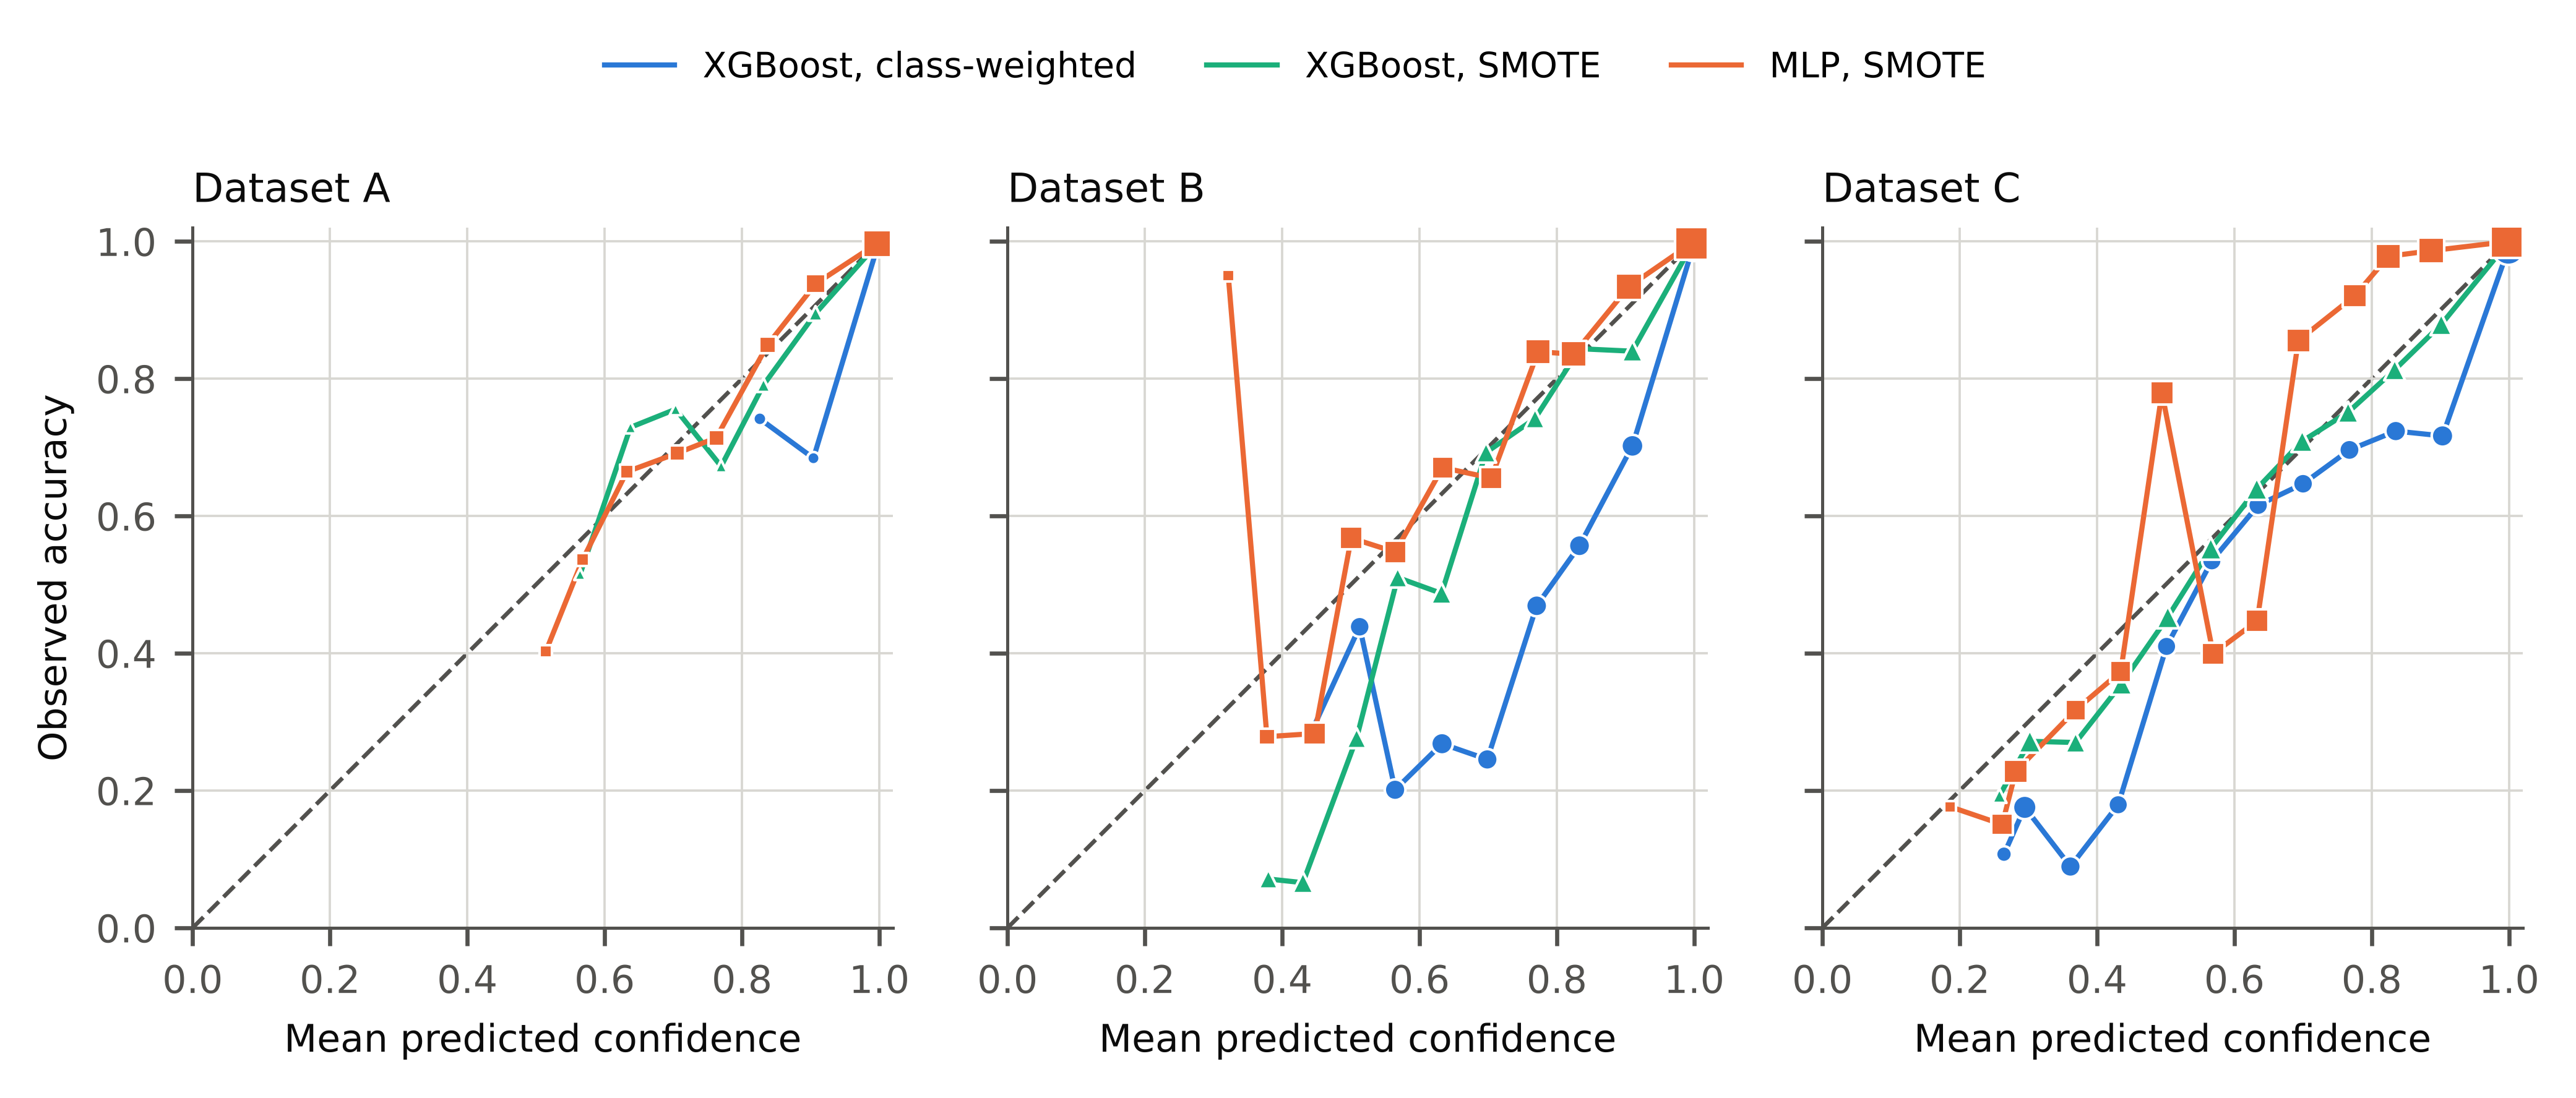 XGBoost, class-weighted XGBoost, SMOTE MLP, SMOTE
Dataset A Dataset B Dataset C
Observed accuracy
1.0
0.8
0.6
0.4
0.2
0.0
0.0 0.2 0.4 0.6 0.8 1.0 0.0 0.2 0.4 0.6 0.8 1.0 0.0 0.2 0.4 0.6 0.8 1.0
Mean predicted confidence Mean predicted confidence Mean predicted confidence